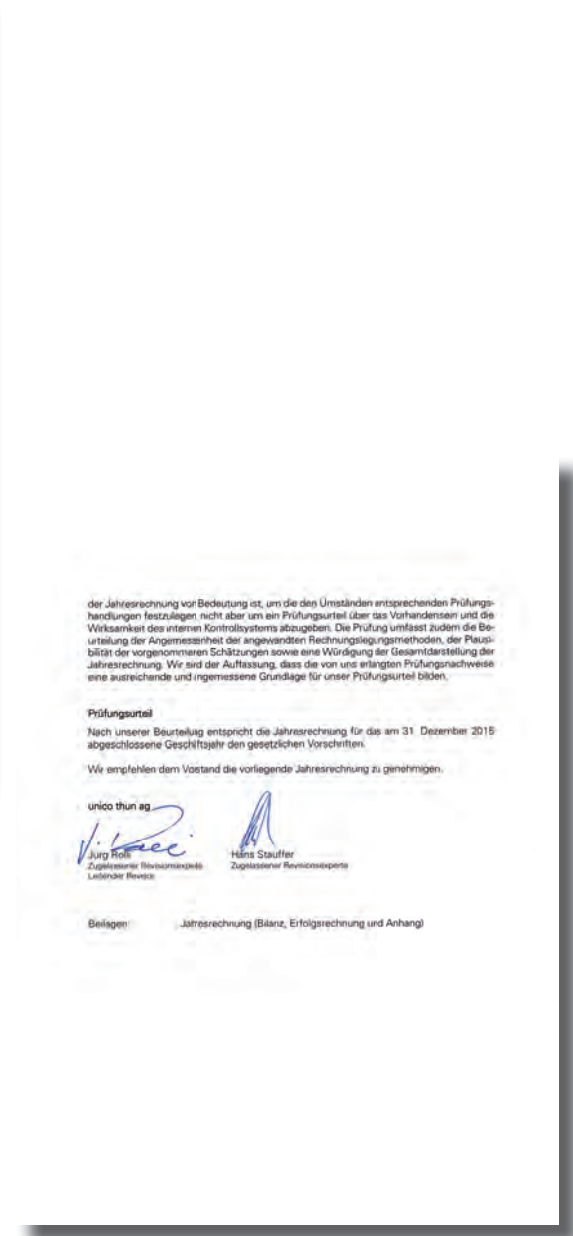 der Jahresrechnung von Bedeutung ist, um die den Umständen entsprechenden Prüfungs-
handlungen festzulegen nicht aber um ein Prüfungsurteil über das Vorhandensein und die
Wirksamkeit des internen Kontrollsystems abzugeben. Die Prüfung umfasst zudem die Be-
urteilung der Angemessenheit der angewandten Rechnungslegungsmethoden, der Plausi-
bilität der vorgenommenen Schätzungen sowie eine Würdigung der Gesamtdarstellung der
Jahresrechnung. Wir sind der Auffassung, dass die von uns erlangten Prüfungsnachweise
eine ausreichende und angemessene Grundlage für unser Prüfungsurteil bilden.
Prüfungsurteil
Nach unserer Beurteilung entspricht die Jahresrechnung für das am 31. Dezember 2015
abgeschlossene Geschäftsjahr den gesetzlichen Vorschriften.
Wir empfehlen dem Vorstand die vorliegende Jahresrechnung zu genehmigen.
unico thun ag
Jürg Hans Stauffer
Zugelassener Revisionsexperte Zugelassener Revisionsexperte
Leitender Revisor
Beilagen: Jahresrechnung (Bilanz, Erfolgsrechnung und Anhang)